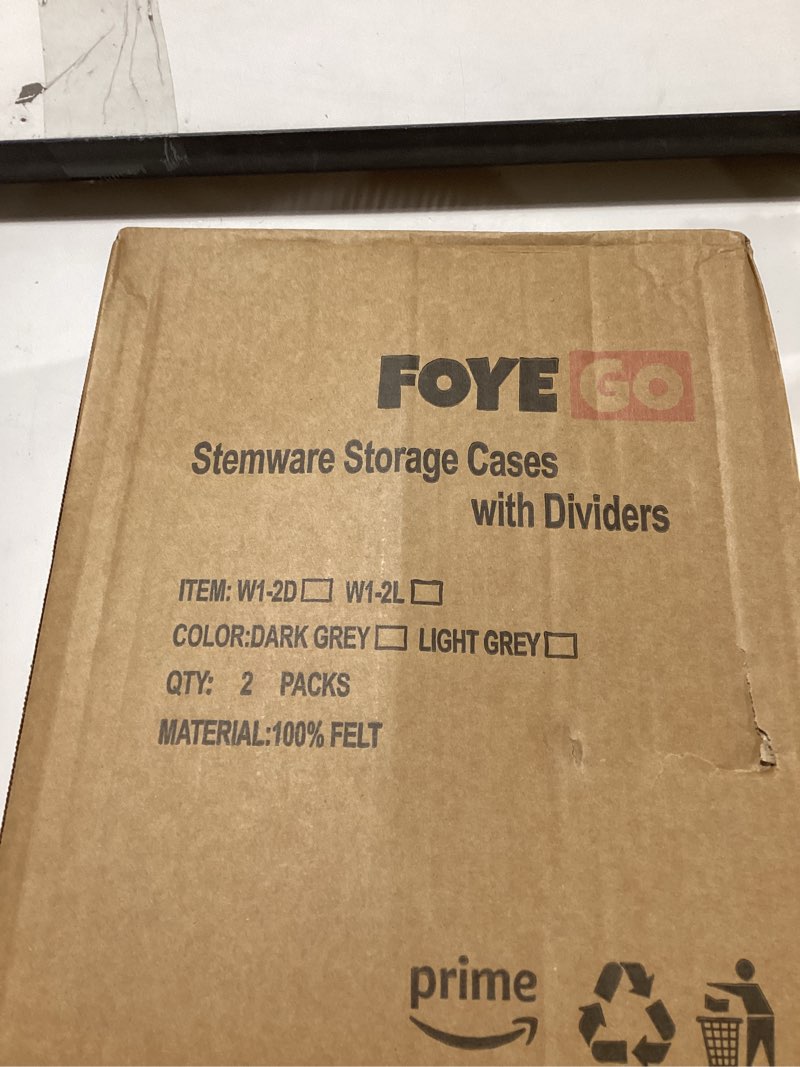 FOYE GO
Stemware Storage Cases
with Dividers
ITEM: W1-2D☐ W1-2L☐
COLOR:DARK GREY☐ LIGHT GREY☐
QTY: 2 PACKS
MATERIAL:100% FELT
prime